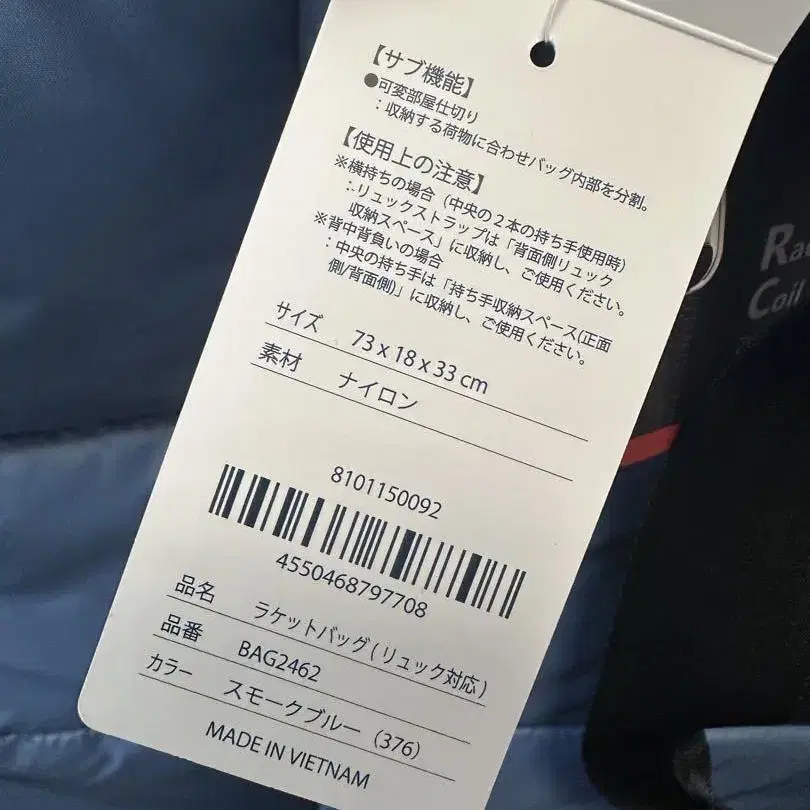 【サブ機能】
●可変部屋仕切り
：収納する荷物に合わせバッグ内部を分割。
【使用上の注意】
※横持ちの場合（中央の２本の持ち手使用時）
：リュックストラップは「背面側リュック
収納スペース」に収納し、ご使用ください。
※背中背負いの場合
：中央の持ち手は「持ち手収納スペース(正面
側/背面側)」に収納し、ご使用ください。
サイズ 73 x 18 x 33 cm
素材 ナイロン
8101150092
4550468797708
品名 ラケットバッグ(リュック対応)
品番 BAG2462
カラー スモークブルー（376）
MADE IN VIETNAM
Coil